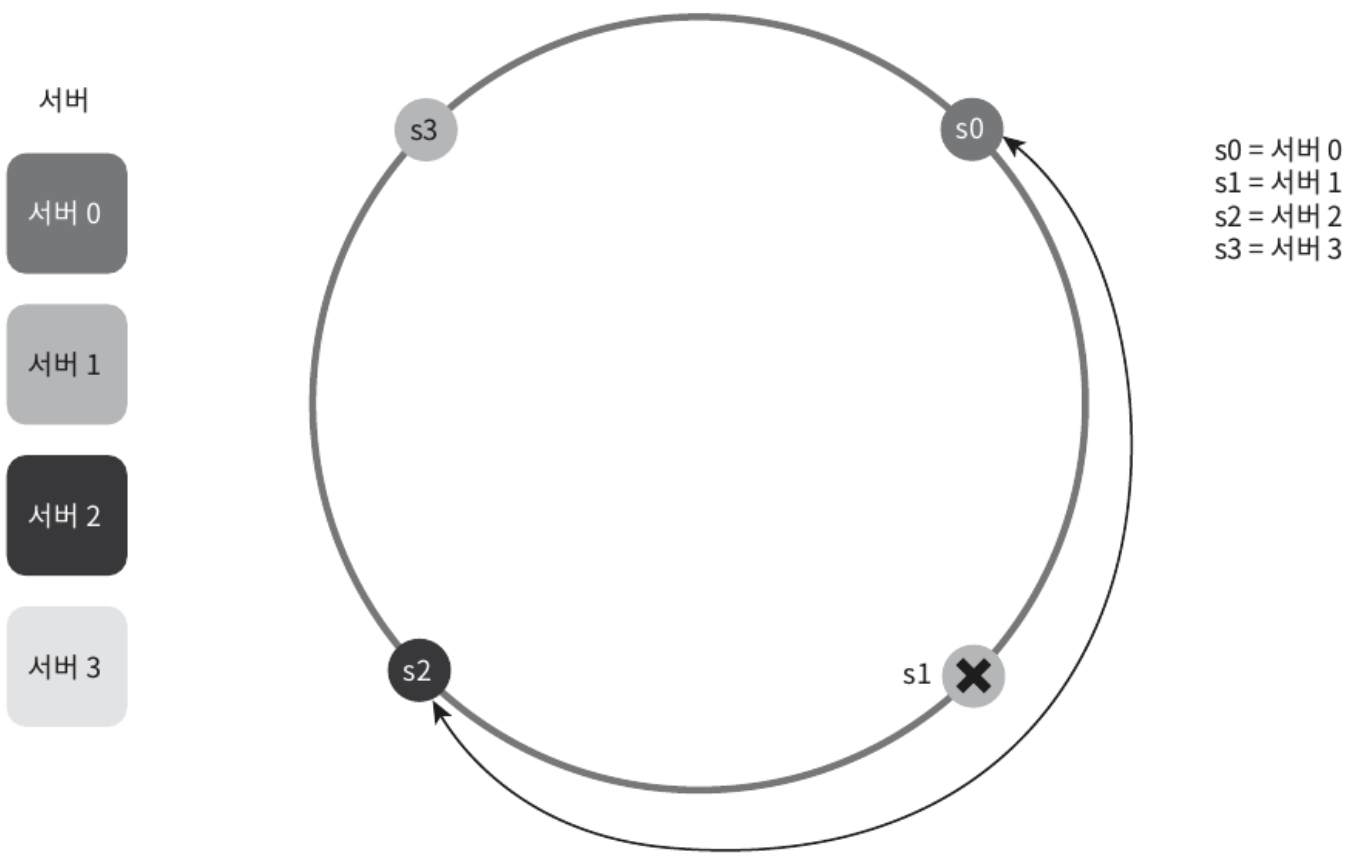 서버
서버 0
서버 1
서버 2
서버 3
s3
s0
s2
s1
s0 = 서버 0
s1 = 서버 1
s2 = 서버 2
s3 = 서버 3